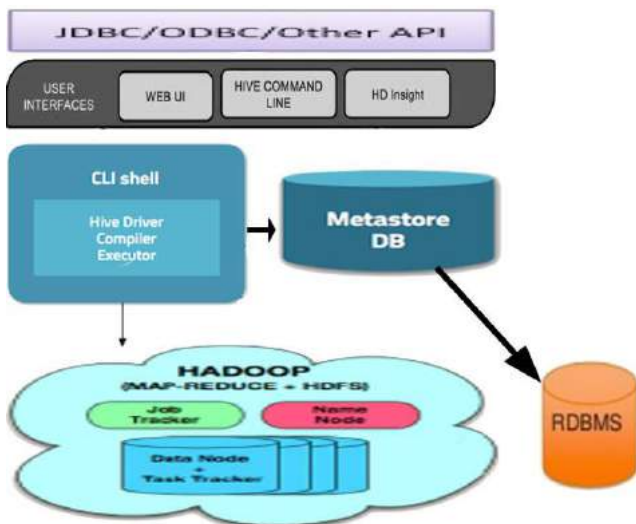 JDBC/ODBC/Other API
USER
INTERFACES
WEB UI
HIVE COMMAND
LINE
HD Insight
CLI shell
Hive Driver
Compiler
Executor
Metastore
DB
HADOOP
(MAP-REDUCE + HDFS)
Job
Tracker
Name
Node
Data Node
+
Task Tracker
RDBMS